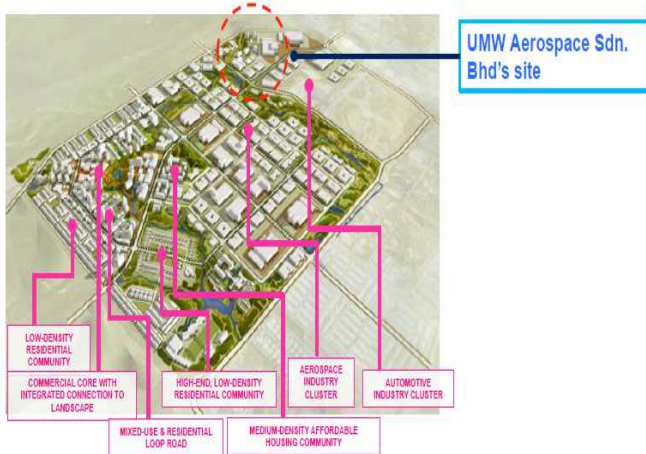 UMW Aerospace Sdn.
Bhd's site
LOW-DENSITY
RESIDENTIAL
COMMUNITY
COMMERCIAL CORE WITH
INTEGRATED CONNECTION TO
LANDSCAPE
HIGH-END, LOW-DENSITY
RESIDENTIAL COMMUNITY
AEROSPACE
INDUSTRY
CLUSTER
AUTOMOTIVE
INDUSTRY CLUSTER
MIXED-USE & RESIDENTIAL
LOOP ROAD
MEDIUM-DENSITY AFFORDABLE
HOUSING COMMUNITY